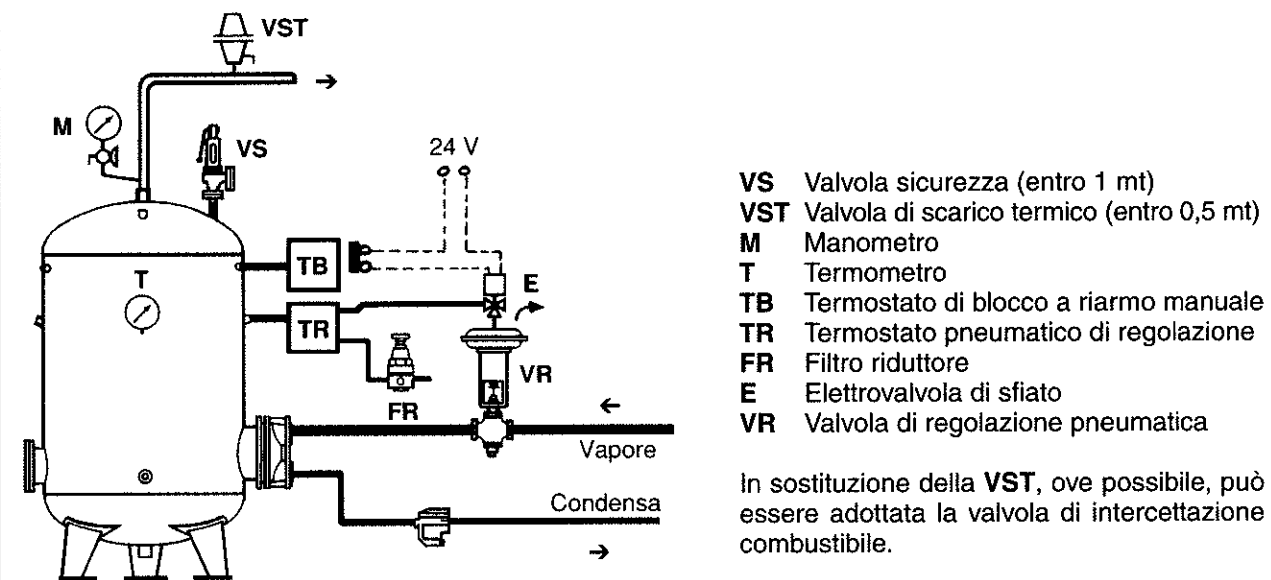 VST
M
VS
24 V
TB
E
T
TR
VR
FR
Vapore
Condensa
VS Valvola sicurezza (entro 1 mt)
VST Valvola di scarico termico (entro 0,5 mt)
M Manometro
T Termometro
TB Termostato di blocco a riarmo manuale
TR Termostato pneumatico di regolazione
FR Filtro riduttore
E Elettrovalvola di sfiato
VR Valvola di regolazione pneumatica
In sostituzione della VST, ove possibile, può
essere adottata la valvola di intercettazione
combustibile.